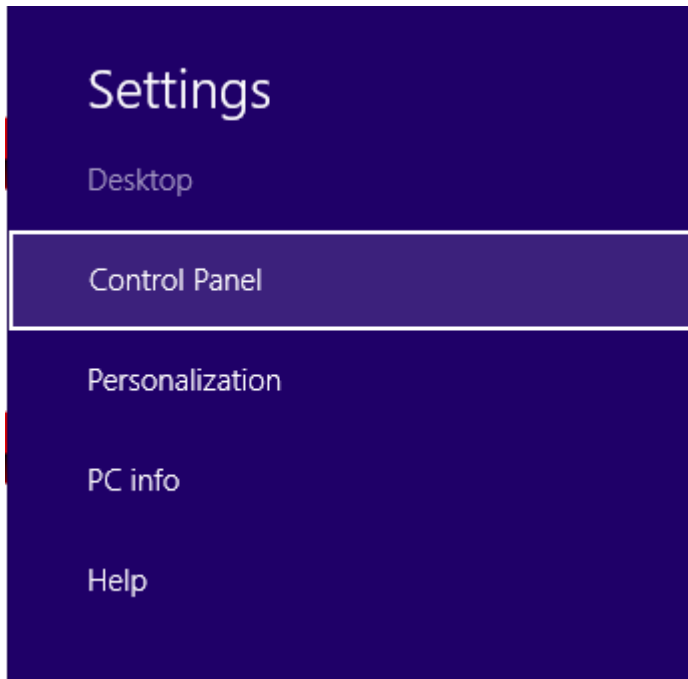 Settings
Desktop
Control Panel
Personalization
PC info
Help